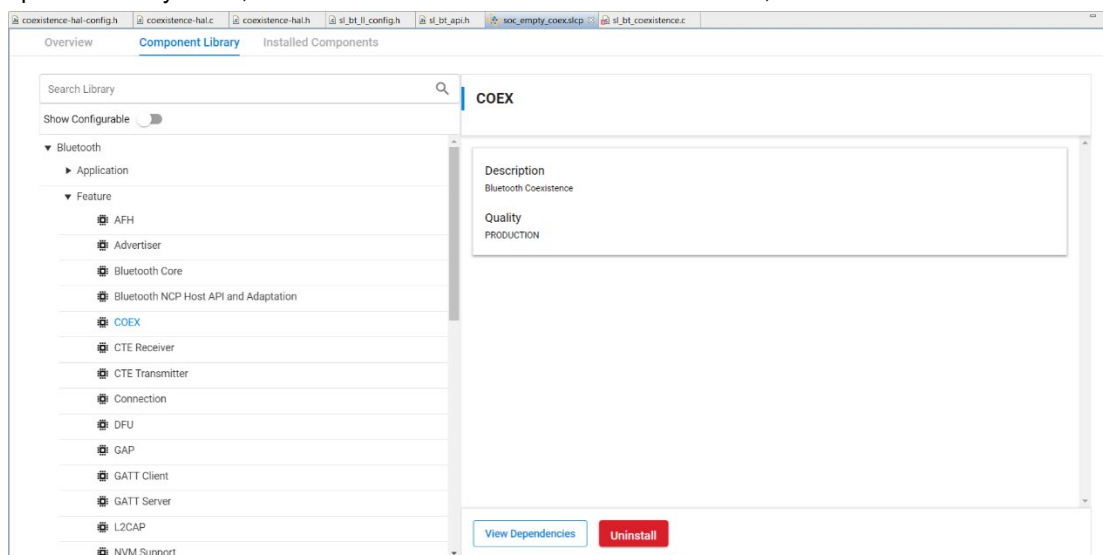 coexistence-hal-config.h coexistence-hal.c coexistence-hal.h sl_bt_ll_config.h sl_bt_api.h soc_empty_coex.slcp sl_bt_coexistence.c
Overview Component Library Installed Components
Search Library
Show Configurable
COEX
Bluetooth
Application
Feature
AFH
Advertiser
Bluetooth Core
Bluetooth NCP Host API and Adaptation
COEX
CTE Receiver
CTE Transmitter
Connection
DFU
GAP
GATT Client
GATT Server
L2CAP
NVM Support
Description
Bluetooth Coexistence
Quality
PRODUCTION
View Dependencies Uninstall